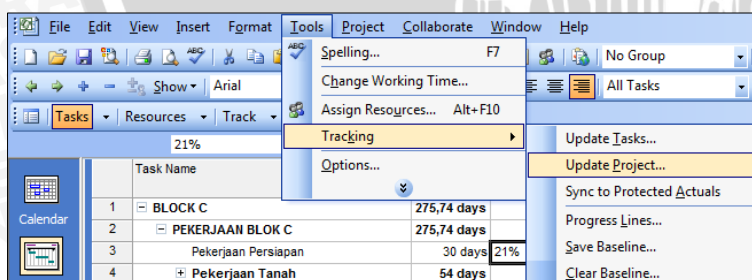 File Edit View Insert Format Tools Project Collaborate Window Help
ABC Spelling... F7 No Group
Show Arial Change Working Time... All Tasks
Tasks Resources Track Assign Resources... Alt+F10
21% Tracking Update Tasks...
Task Name Options... Update Project...
Sync to Protected Actuals
Calendar 1 BLOCK C 275,74 days Progress Lines...
2 PEKERJAAN BLOK C 275,74 days
3 Pekerjaan Persiapan 30 days 21% Save Baseline...
4 Pekerjaan Tanah 54 days Clear Baseline...